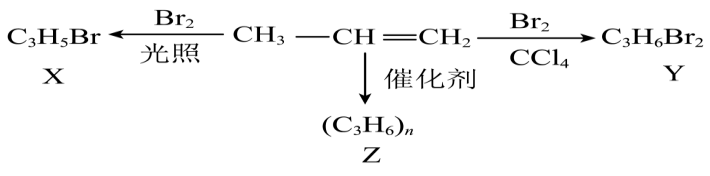 C₃H₅Br Br₂ 光照 CH₃—CH=CH₂ Br₂ CCl₄ C₃H₆Br₂
X 催化剂 Y
(C₃H₆)ₙ
Z